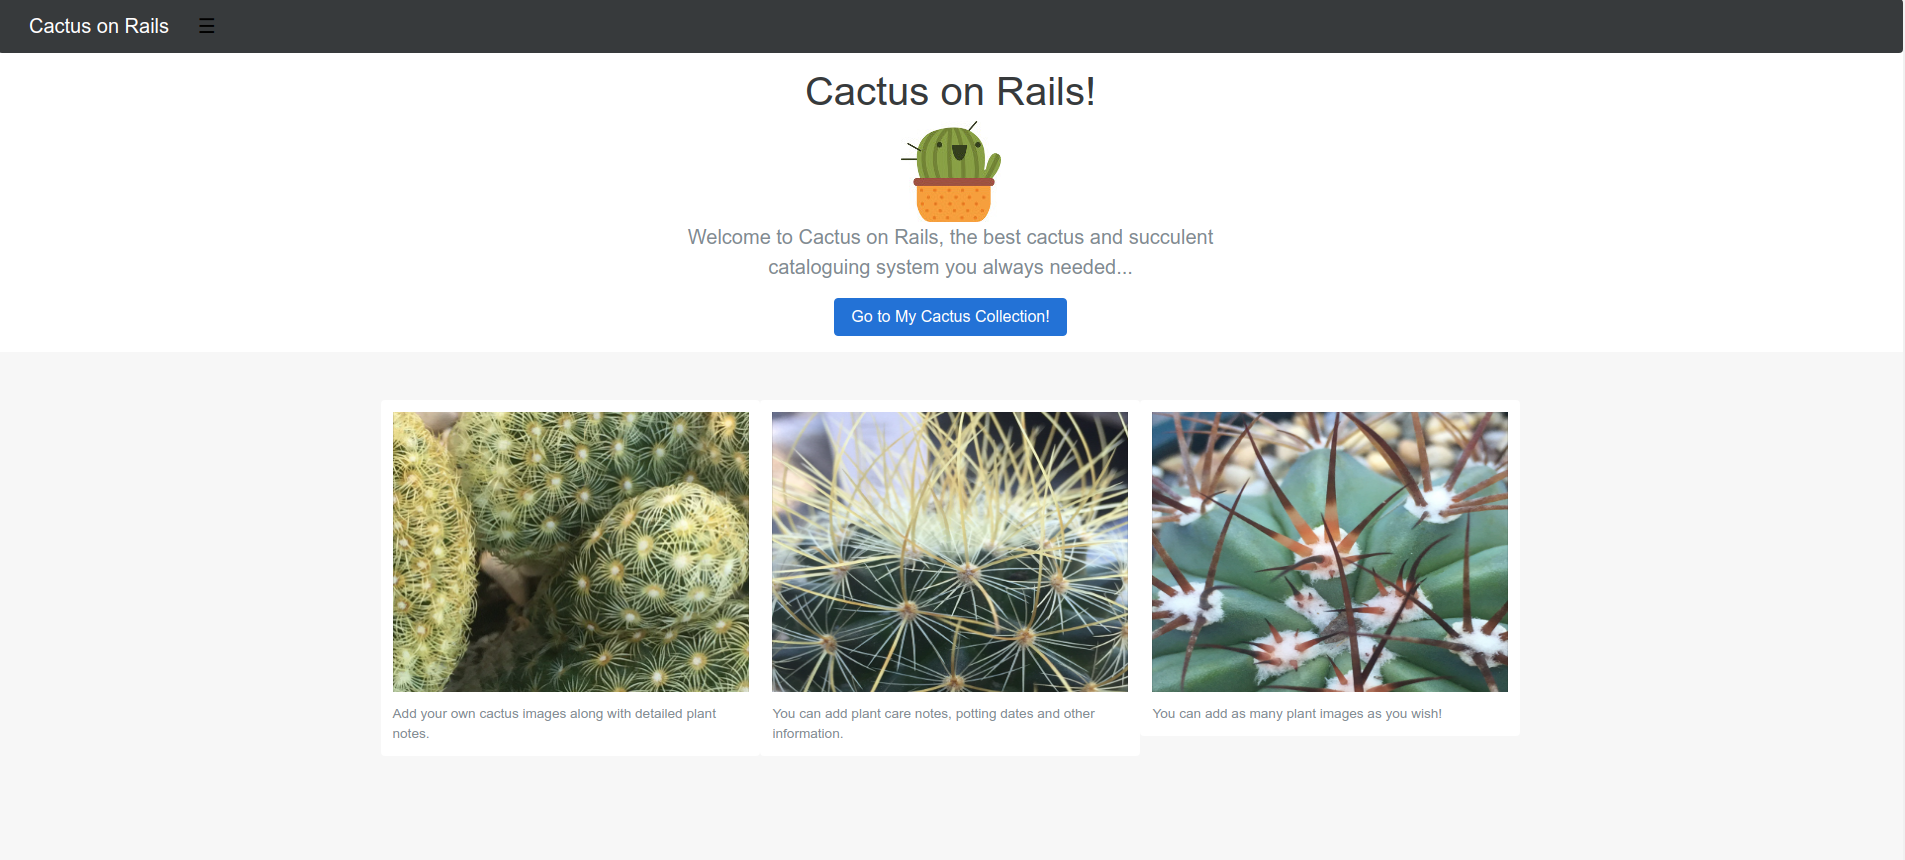 Cactus on Rails ☰
Cactus on Rails!
Welcome to Cactus on Rails, the best cactus and succulent
cataloguing system you always needed...
Go to My Cactus Collection!
Add your own cactus images along with detailed plant
notes.
You can add plant care notes, potting dates and other
information.
You can add as many plant images as you wish!